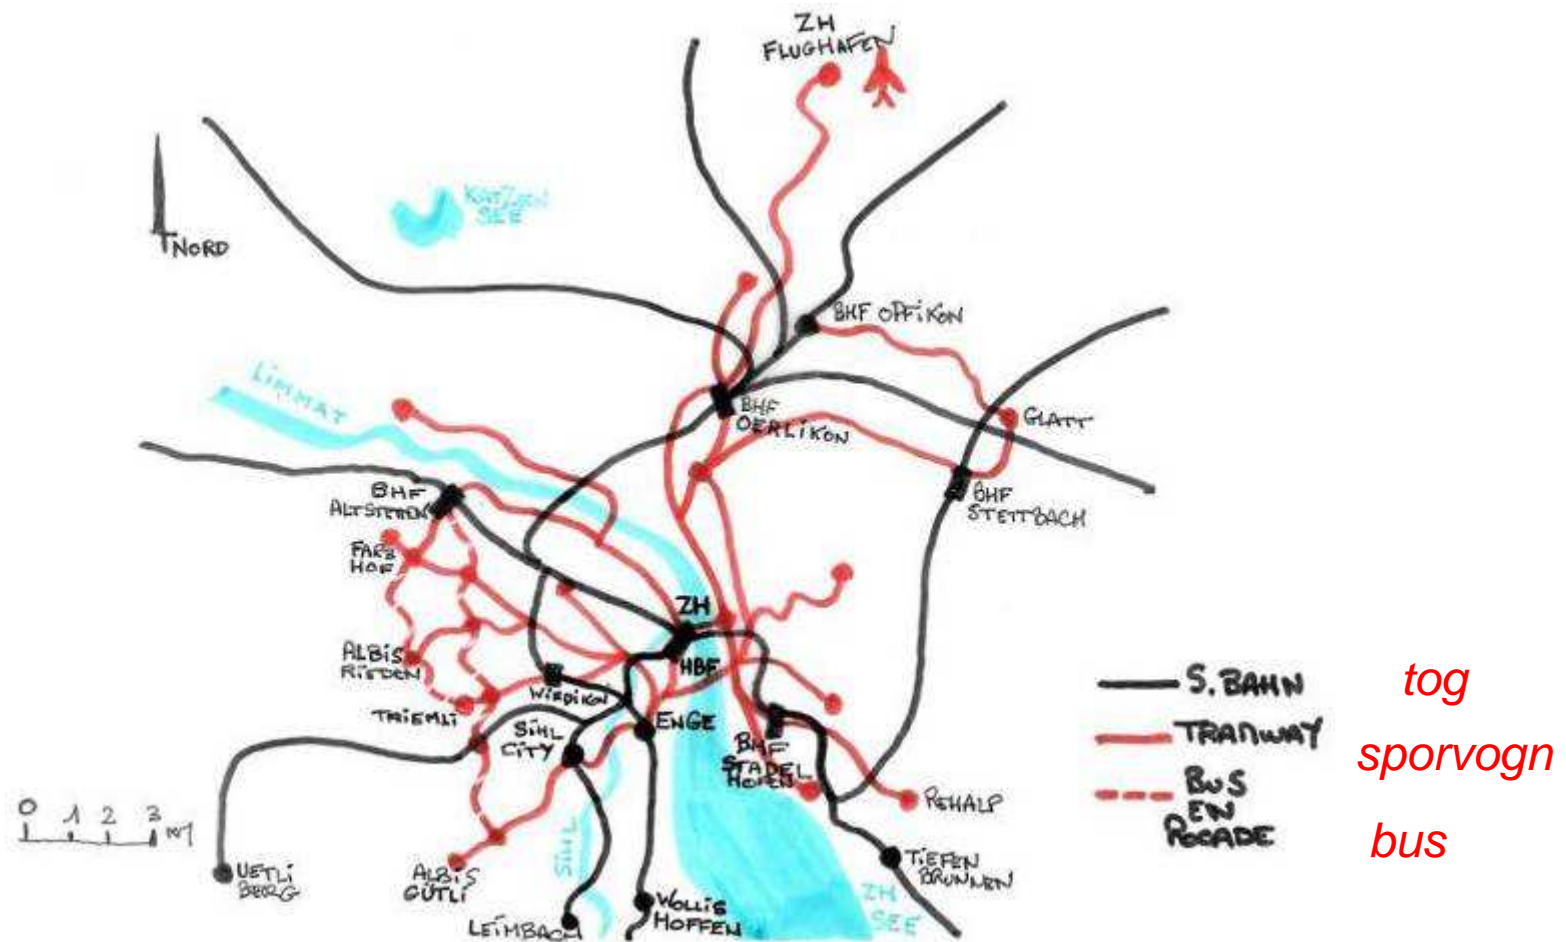 ZH
FLUGHAFEN
NORD
KATZEN
SEE
BHF OPFIKON
LIMMAT
BHF
OERLIKON
GLATT
BHF
ALTSTETTEN
BHF
STETTBACH
FARB
HOF
ZH
HBF
ALBIS
RIEDEN
WIEDIKON
TRIEMLI
SIHL
CITY
ENGE
BHF
STADEL
HOFEN
S.BAHN
tog
TRAMWAY
sporvogn
BUS
EN
ROCADE
bus
REHALP
0 1 2 3
UETLI
BERG
ALBIS
GÜTLI
SIHL
LEIMBACH
WOLLIS
HOFFEN
TIEFEN
BRUNNEN
ZH
SEE